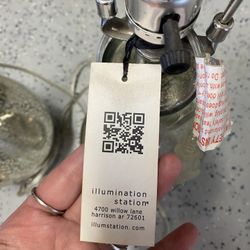 illumination
station
4700 willow lane
harrison ar 72601
illumstation.com